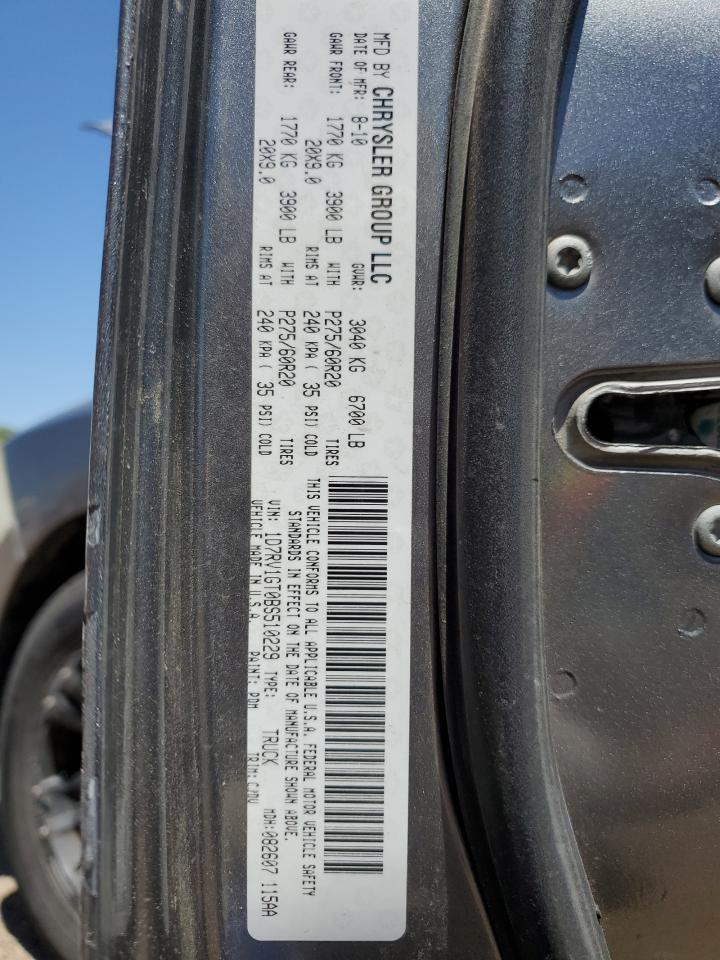 MFD BY CHRYSLER GROUP LLC
DATE OF MFR: 8-10 GVWR: 3040 KG 6700 LB
GAWR FRONT: 1770 KG 3900 LB WITH P275/60R20 TIRES
20X9.0 RIMS AT 240 KPA ( 35 PSI) COLD
GAWR REAR: 1770 KG 3900 LB WITH P275/60R20 TIRES
20X9.0 RIMS AT 240 KPA ( 35 PSI) COLD
THIS VEHICLE CONFORMS TO ALL APPLICABLE U.S.A. FEDERAL MOTOR VEHICLE SAFETY
STANDARDS IN EFFECT ON THE DATE OF MANUFACTURE SHOWN ABOVE.
VIN: 1D7RV1GT0BS510229 TYPE: TRUCK MDH:082607 115AA
VEHICLE MADE IN U.S.A. PAINT: PDM TRIM: